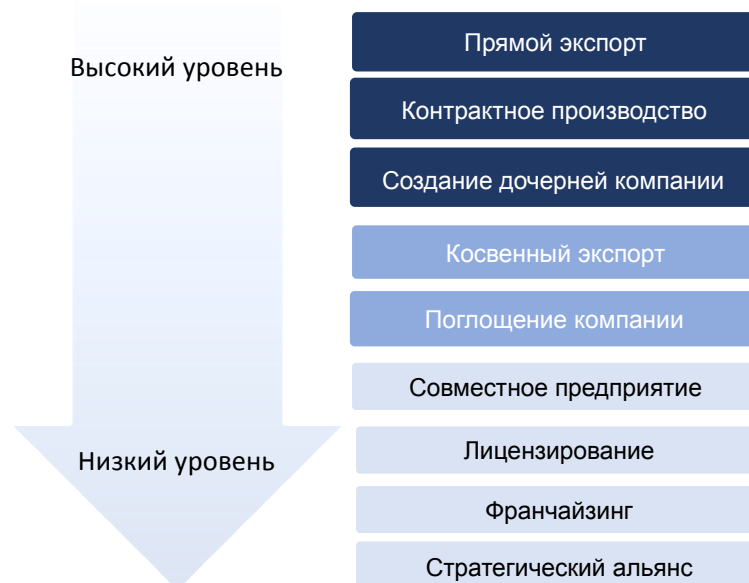 Прямой экспорт
Высокий уровень
Контрактное производство
Создание дочерней компании
Косвенный экспорт
Поглощение компании
Совместное предприятие
Низкий уровень
Лицензирование
Франчайзинг
Стратегический альянс